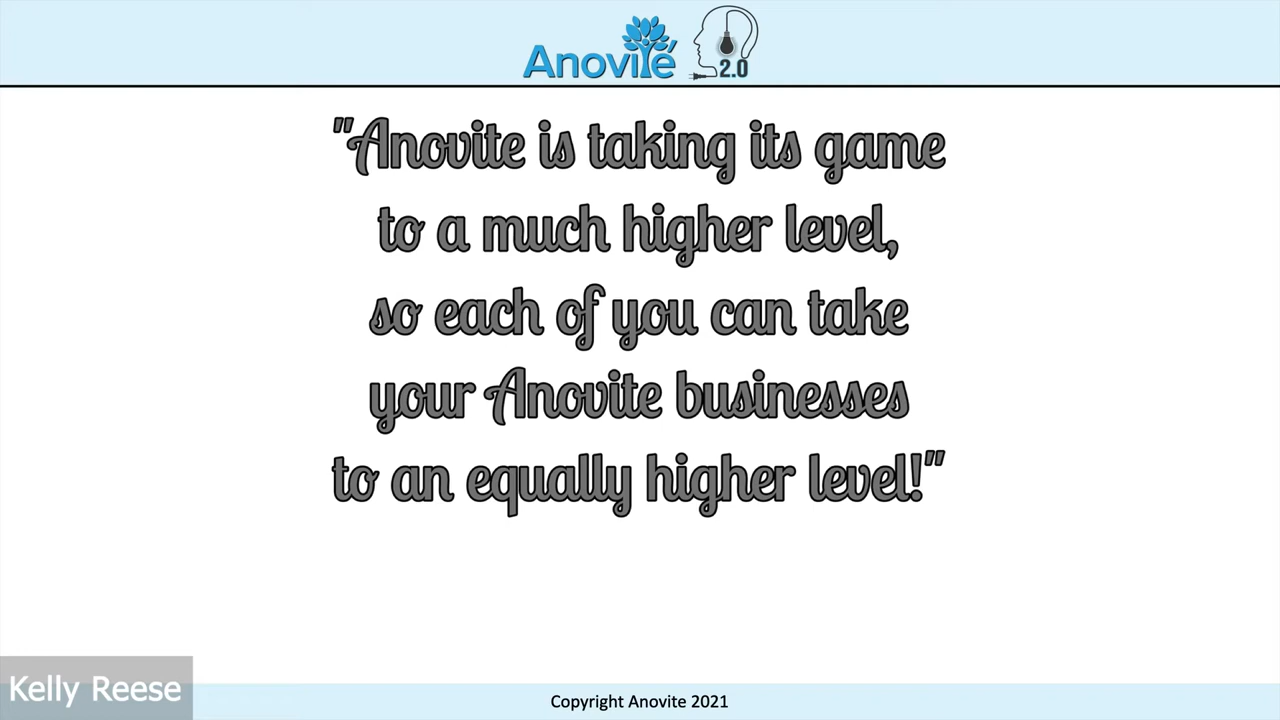 Anovité
2.0
"Anovite is taking its game
to a much higher level,
so each of you can take
your Anovite businesses
to an equally higher level!"
Kelly Reese
Copyright Anovite 2021